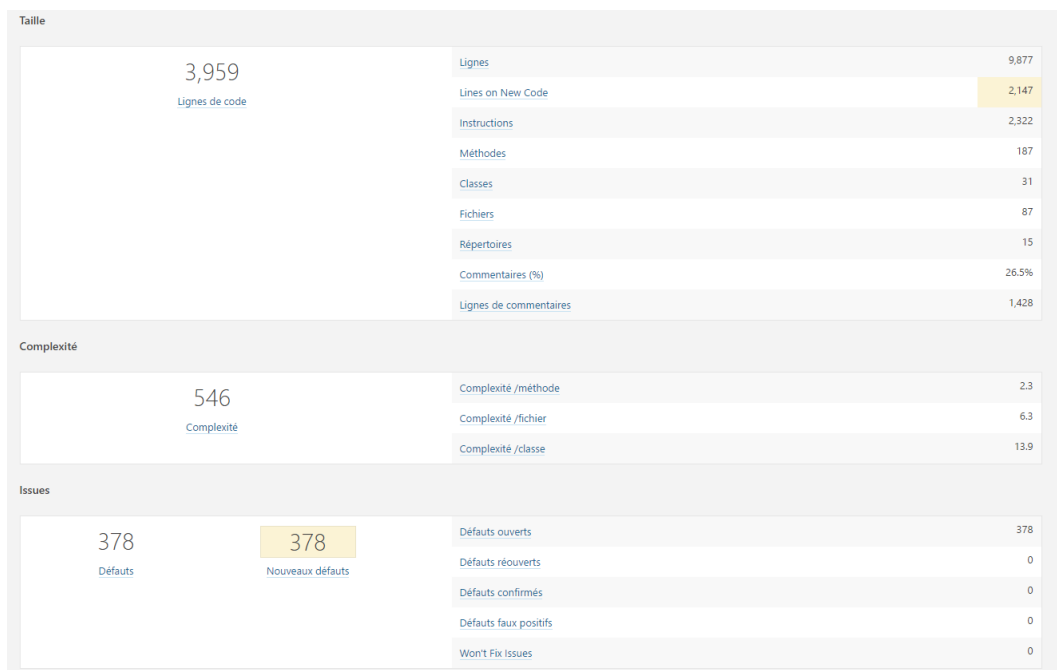 Taille
3,959
Lignes de code
Lignes 9,877
Lines on New Code 2,147
Instructions 2,322
Méthodes 187
Classes 31
Fichiers 87
Répertoires 15
Commentaires (%) 26.5%
Lignes de commentaires 1,428
Complexité
546
Complexité
Complexité /méthode 2.3
Complexité /fichier 6.3
Complexité /classe 13.9
Issues
378 378
Défauts Nouveaux défauts
Défauts ouverts 378
Défauts réouverts 0
Défauts confirmés 0
Défauts faux positifs 0
Won't Fix Issues 0